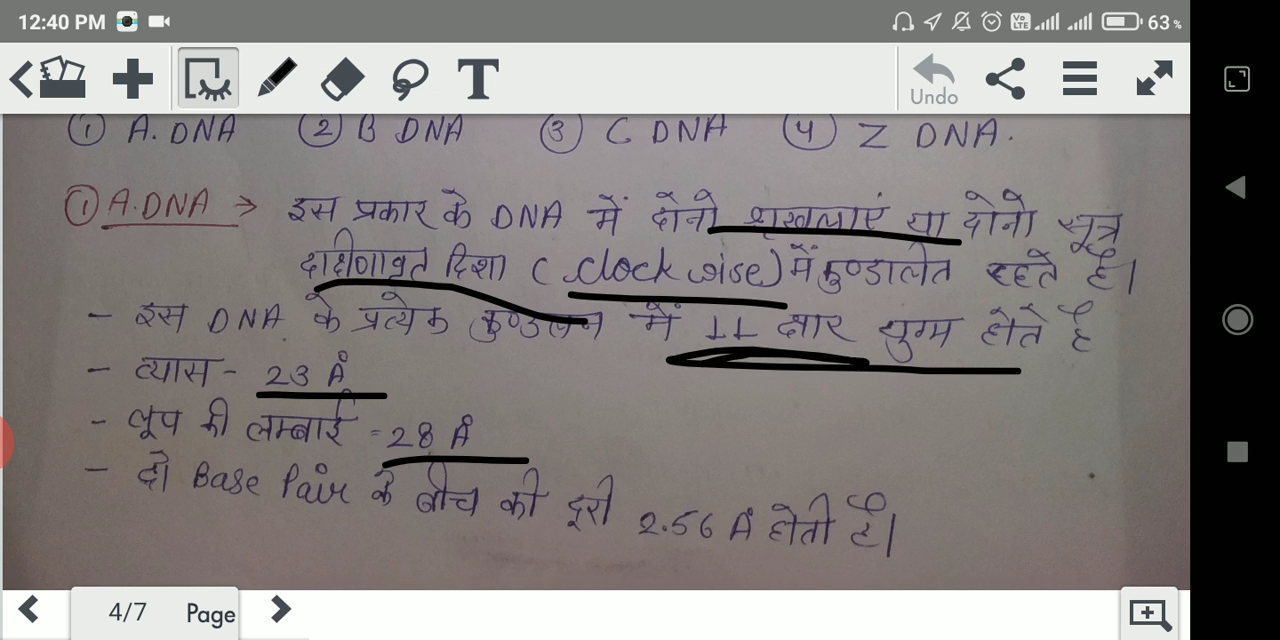 12:40 PM
Vo LTE 63%
T
Undo
① A. DNA ② B DNA ③ C DNA ④ Z DNA.
① A.DNA → इस प्रकार के DNA में दोनो शृखलाएं या दोनो सूत्र
दाक्षीणावृत दिशा (clock wise) में कुण्डलित रहते है।
- इस DNA के प्रत्येक कुण्डलन में 11 क्षार युग्म होते है
- व्यास - 23 Å
- लूप की लम्बाई = 28 Å
- दो Base Pair के बीच की दूरी 2.56 Å होती है।
4/7 Page